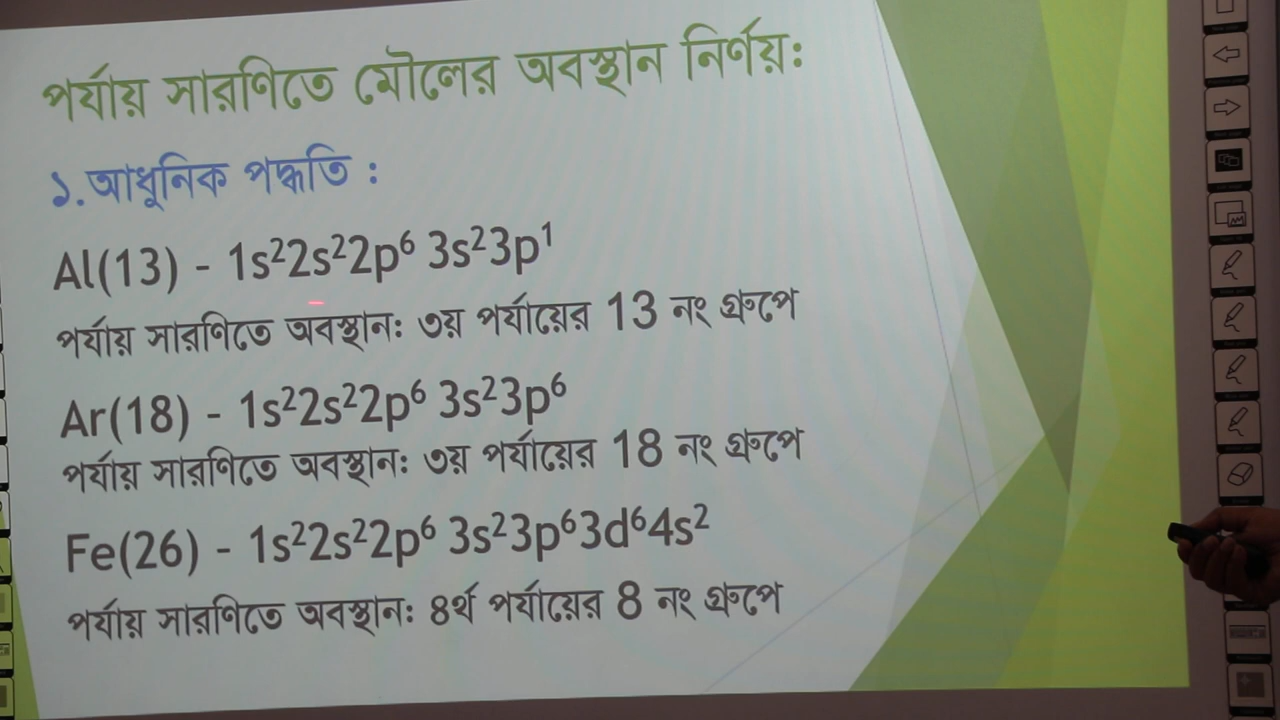 পর্যায় সারণিতে মৌলের অবস্থান নির্ণয়ঃ
১. আধুনিক পদ্ধতি :
Al(13) - 1s²2s²2p⁶ 3s²3p¹
পর্যায় সারণিতে অবস্থানঃ ৩য় পর্যায়ের 13 নং গ্রুপে
Ar(18) - 1s²2s²2p⁶ 3s²3p⁶
পর্যায় সারণিতে অবস্থানঃ ৩য় পর্যায়ের 18 নং গ্রুপে
Fe(26) - 1s²2s²2p⁶ 3s²3p⁶3d⁶4s²
পর্যায় সারণিতে অবস্থানঃ ৪র্থ পর্যায়ের 8 নং গ্রুপে